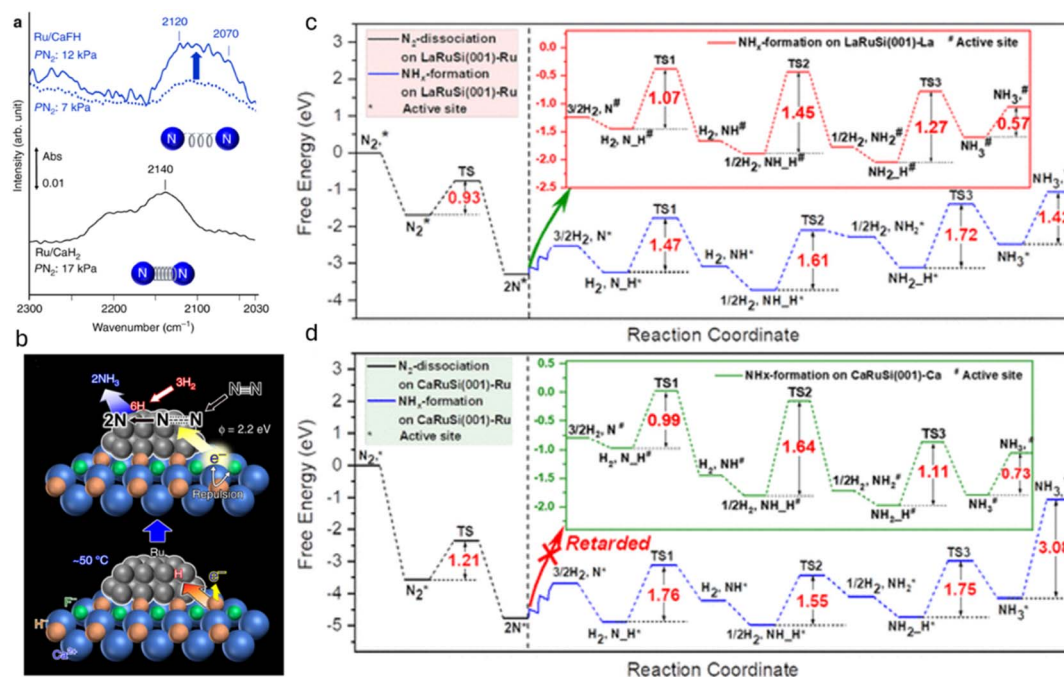 a
Ru/CaFH
PN2: 12 kPa
2120
2070
PN2: 7 kPa
N N
Abs
0.01
2140
Ru/CaH2
PN2: 17 kPa
N N
Intensity (arb. unit)
2300 2200 2100 2030
Wavenumber (cm−1)
b
2NH3
3H2
6H
N≡N
2N
N
N
ϕ = 2.2 eV
e−
Repulsion
~50 °C
Ru
H
e−
F−
H−
Ca2+
c
3
2
1
0
-1
-2
-3
-4
Free Energy (eV)
N2-dissociation
on LaRuSi(001)-Ru
NHx-formation
on LaRuSi(001)-Ru
* Active site
NHx-formation on LaRuSi(001)-La # Active site
0.0
-0.5
-1.0
-1.5
-2.0
-2.5
3/2H2, N#
H2, N_H#
TS1
1.07
H2, NH#
1/2H2, NH_H#
TS2
1.45
1/2H2, NH2#
NH2_H#
TS3
1.27
NH3#
NH3,#
0.57
N2,*
N2*
TS
0.93
2N*
3/2H2, N*
H2, N_H*
TS1
1.47
H2, NH*
1/2H2, NH_H*
TS2
1.61
1/2H2, NH2*
NH2_H*
TS3
1.72
NH3*
NH3,
1.42
Reaction Coordinate
d
3
2
1
0
-1
-2
-3
-4
-5
Free Energy (eV)
N2-dissociation
on CaRuSi(001)-Ru
NHx-formation
on CaRuSi(001)-Ru
* Active site
NHx-formation on CaRuSi(001)-Ca # Active site
0.5
0.0
-0.5
-1.0
-1.5
-2.0
3/2H2, N#
H2, N_H#
TS1
0.99
H2, NH#
1/2H2, NH_H#
TS2
1.64
1/2H2, NH2#
NH2_H#
TS3
1.11
NH3#
NH3,#
0.73
N2,*
N2*
TS
1.21
2N*
Retarded
3/2H2, N*
H2, N_H*
TS1
1.76
H2, NH*
1/2H2, NH_H*
TS2
1.55
1/2H2, NH2*
NH2_H*
TS3
1.75
NH3*
NH3,
Reaction Coordinate